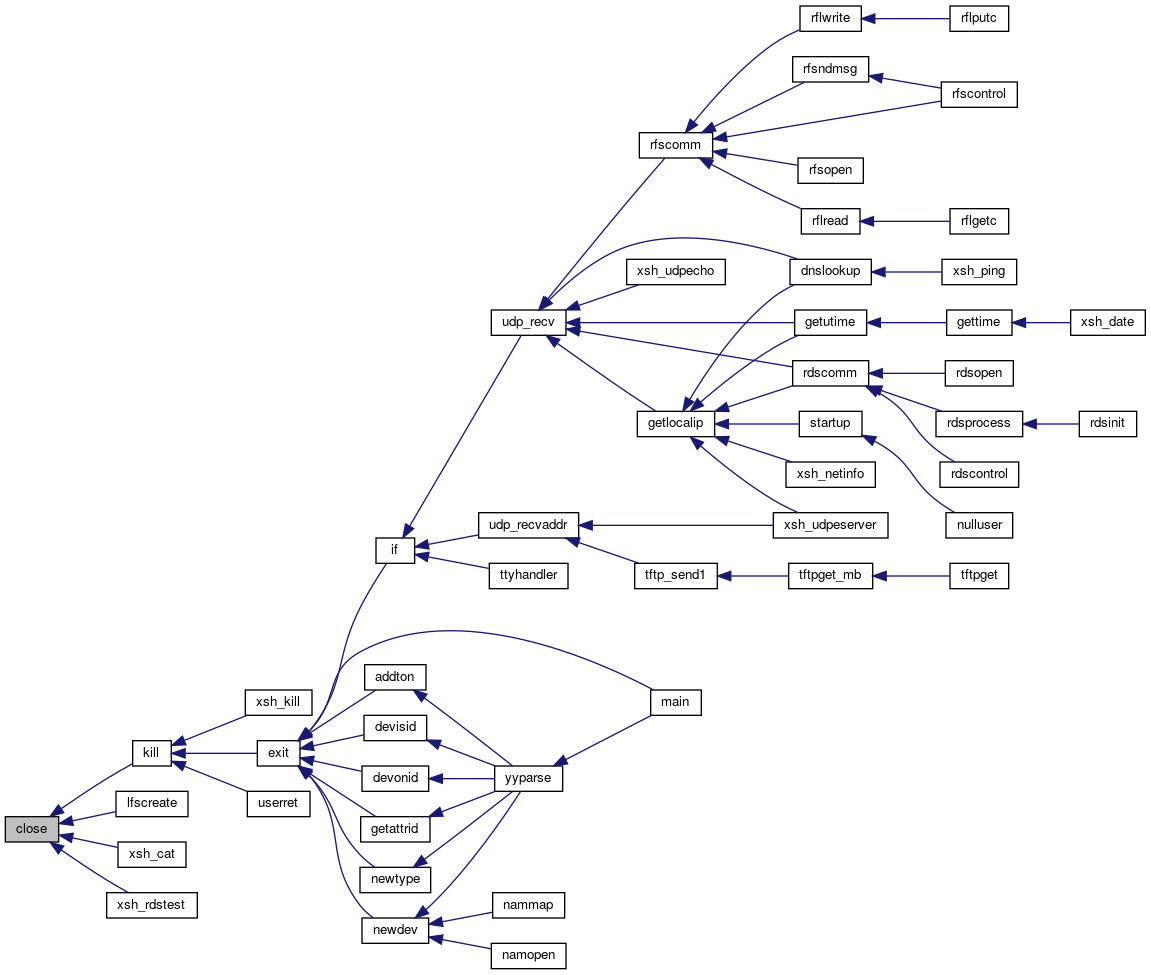 rflwrite
rflputc
rfsndmsg
rfscontrol
rfscomm
rfsopen
rflread
rflgetc
xsh_udpecho
dnslookup
xsh_ping
udp_recv
getutime
gettime
xsh_date
rdscomm
rdsopen
getlocalip
startup
rdsprocess
rdsinit
xsh_netinfo
rdscontrol
udp_recvaddr
xsh_udpeserver
nulluser
if
ttyhandler
tftp_send1
tftpget_mb
tftpget
addton
xsh_kill
main
devisid
kill
exit
devonid
yyparse
lfscreate
userret
close
getattrid
xsh_cat
newtype
xsh_rdstest
nammap
newdev
namopen